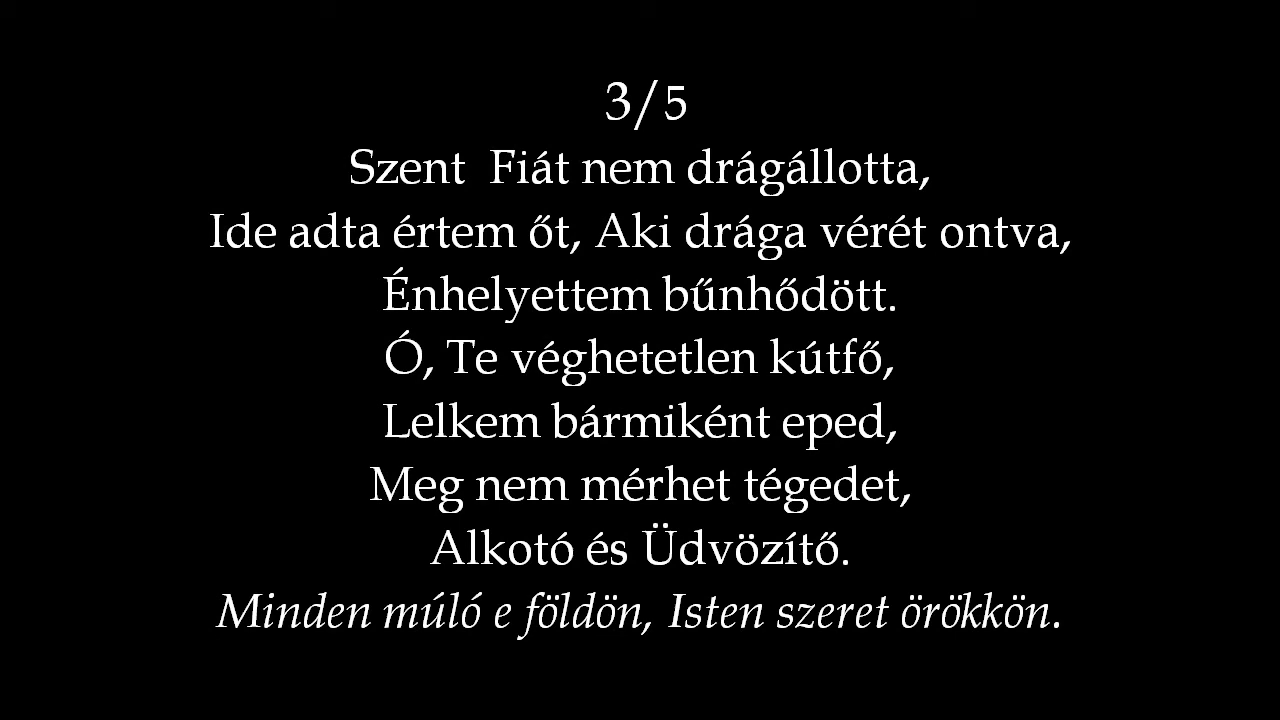 3/5
Szent  Fiát nem drágállotta,
Ide adta értem őt, Aki drága vérét ontva,
Énhelyettem bűnhődött.
Ó, Te véghetetlen kútfő,
Lelkem bármiként eped,
Meg nem mérhet tégedet,
Alkotó és Üdvözítő.
Minden múló e földön, Isten szeret örökkön.